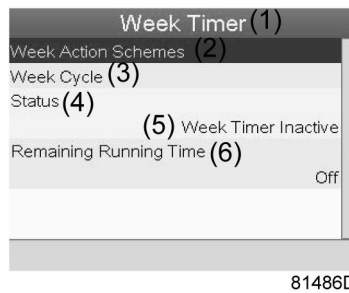 Week Timer (1)
Week Action Schemes (2)
Week Cycle (3)
Status (4)
(5) Week Timer Inactive
Remaining Running Time (6)
Off
81486D